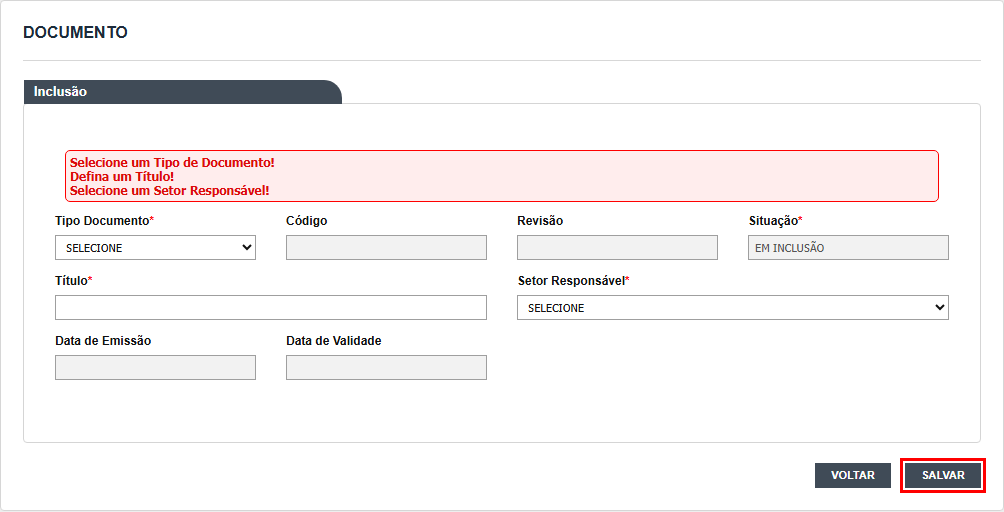 DOCUMENTO
Inclusão
Selecione um Tipo de Documento!
Defina um Título!
Selecione um Setor Responsável!
Tipo Documento* Código Revisão Situação*
SELECIONE EM INCLUSÃO
Título* Setor Responsável*
SELECIONE
Data de Emissão Data de Validade
VOLTAR SALVAR